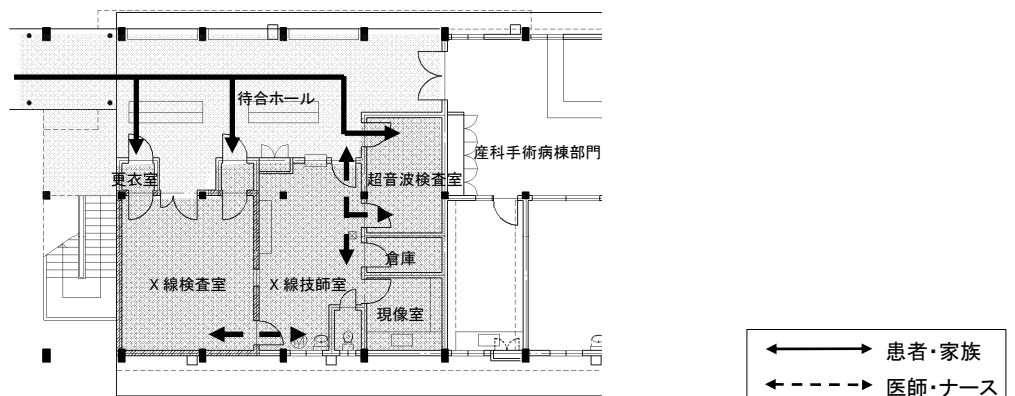 待合ホール
産科手術病棟部門
更衣室
超音波検査室
倉庫
X線検査室
X線技師室
現像室
患者・家族
医師・ナース